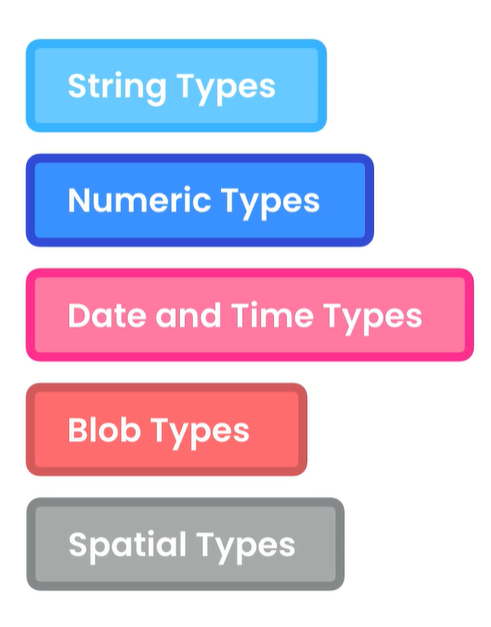 String Types
Numeric Types
Date and Time Types
Blob Types
Spatial Types